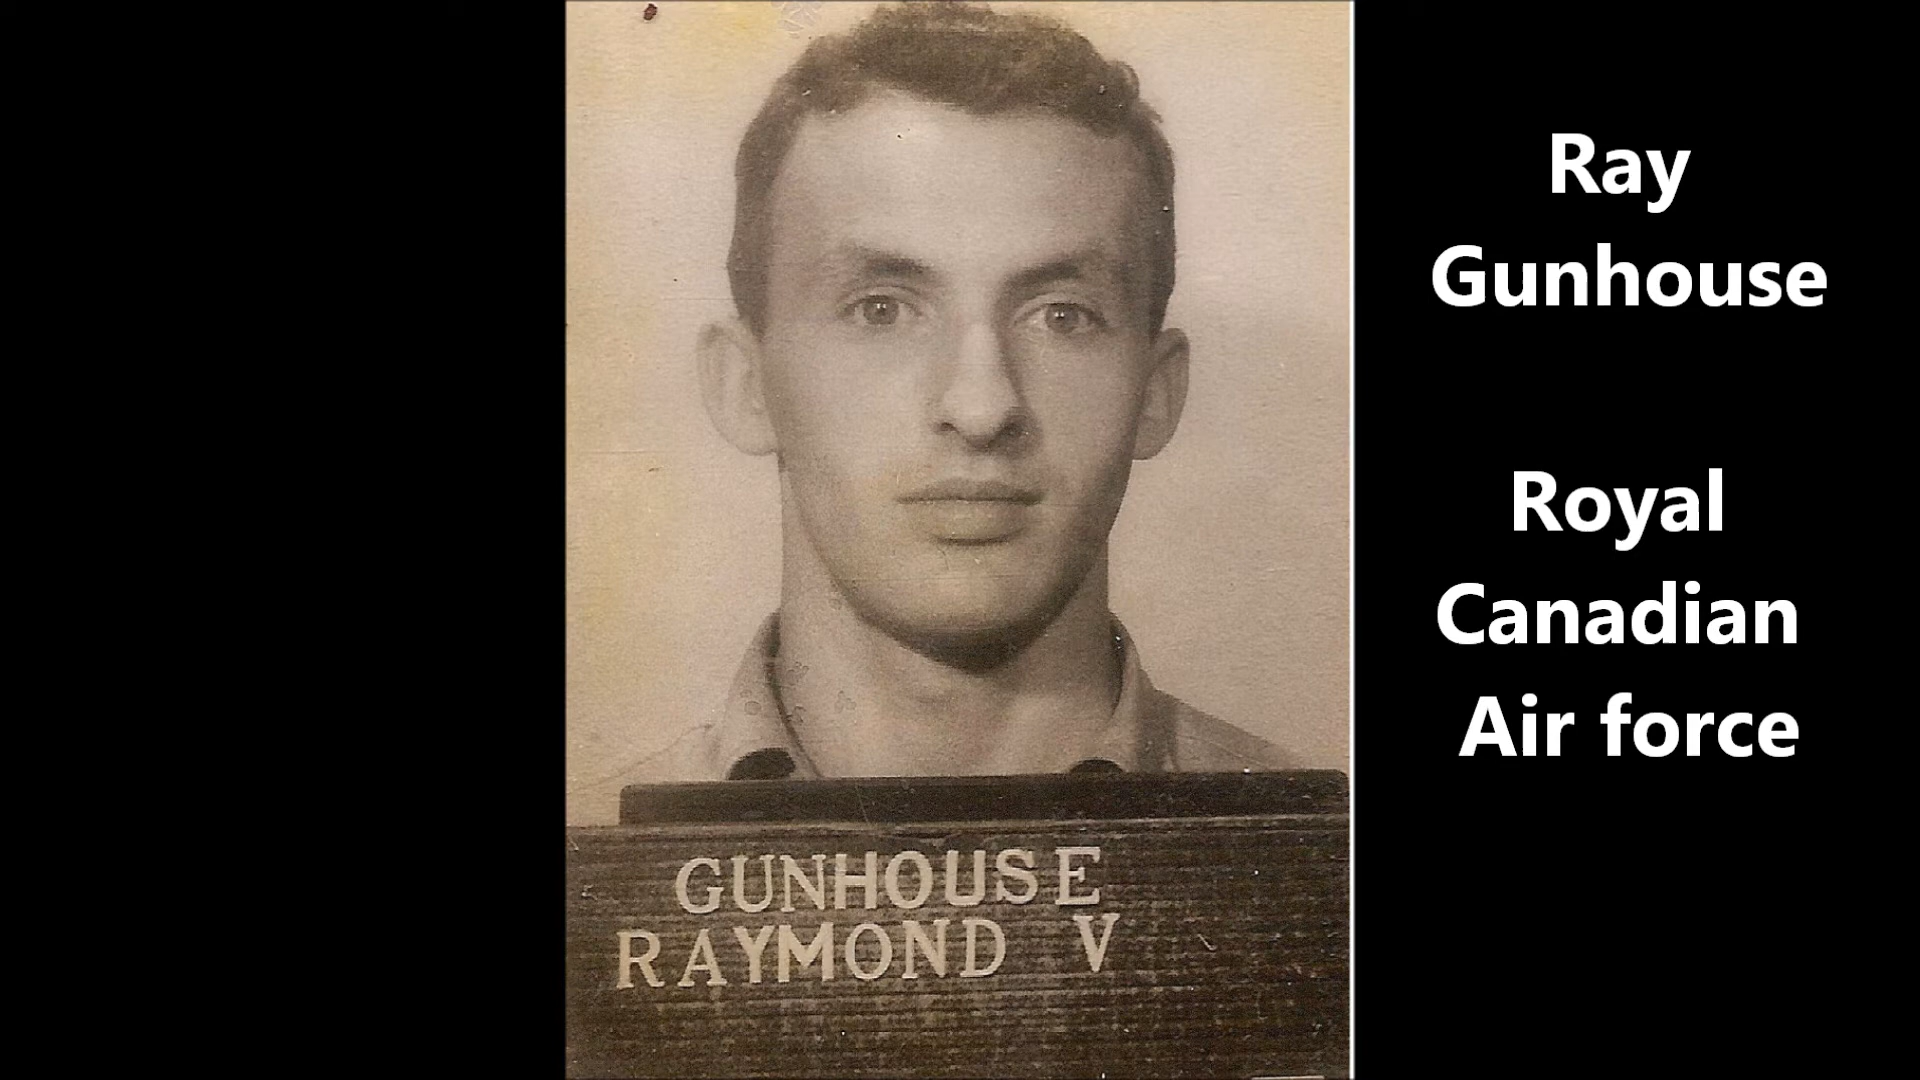 GUNHOUSE
RAYMOND V
Ray
Gunhouse
Royal
Canadian
Air force